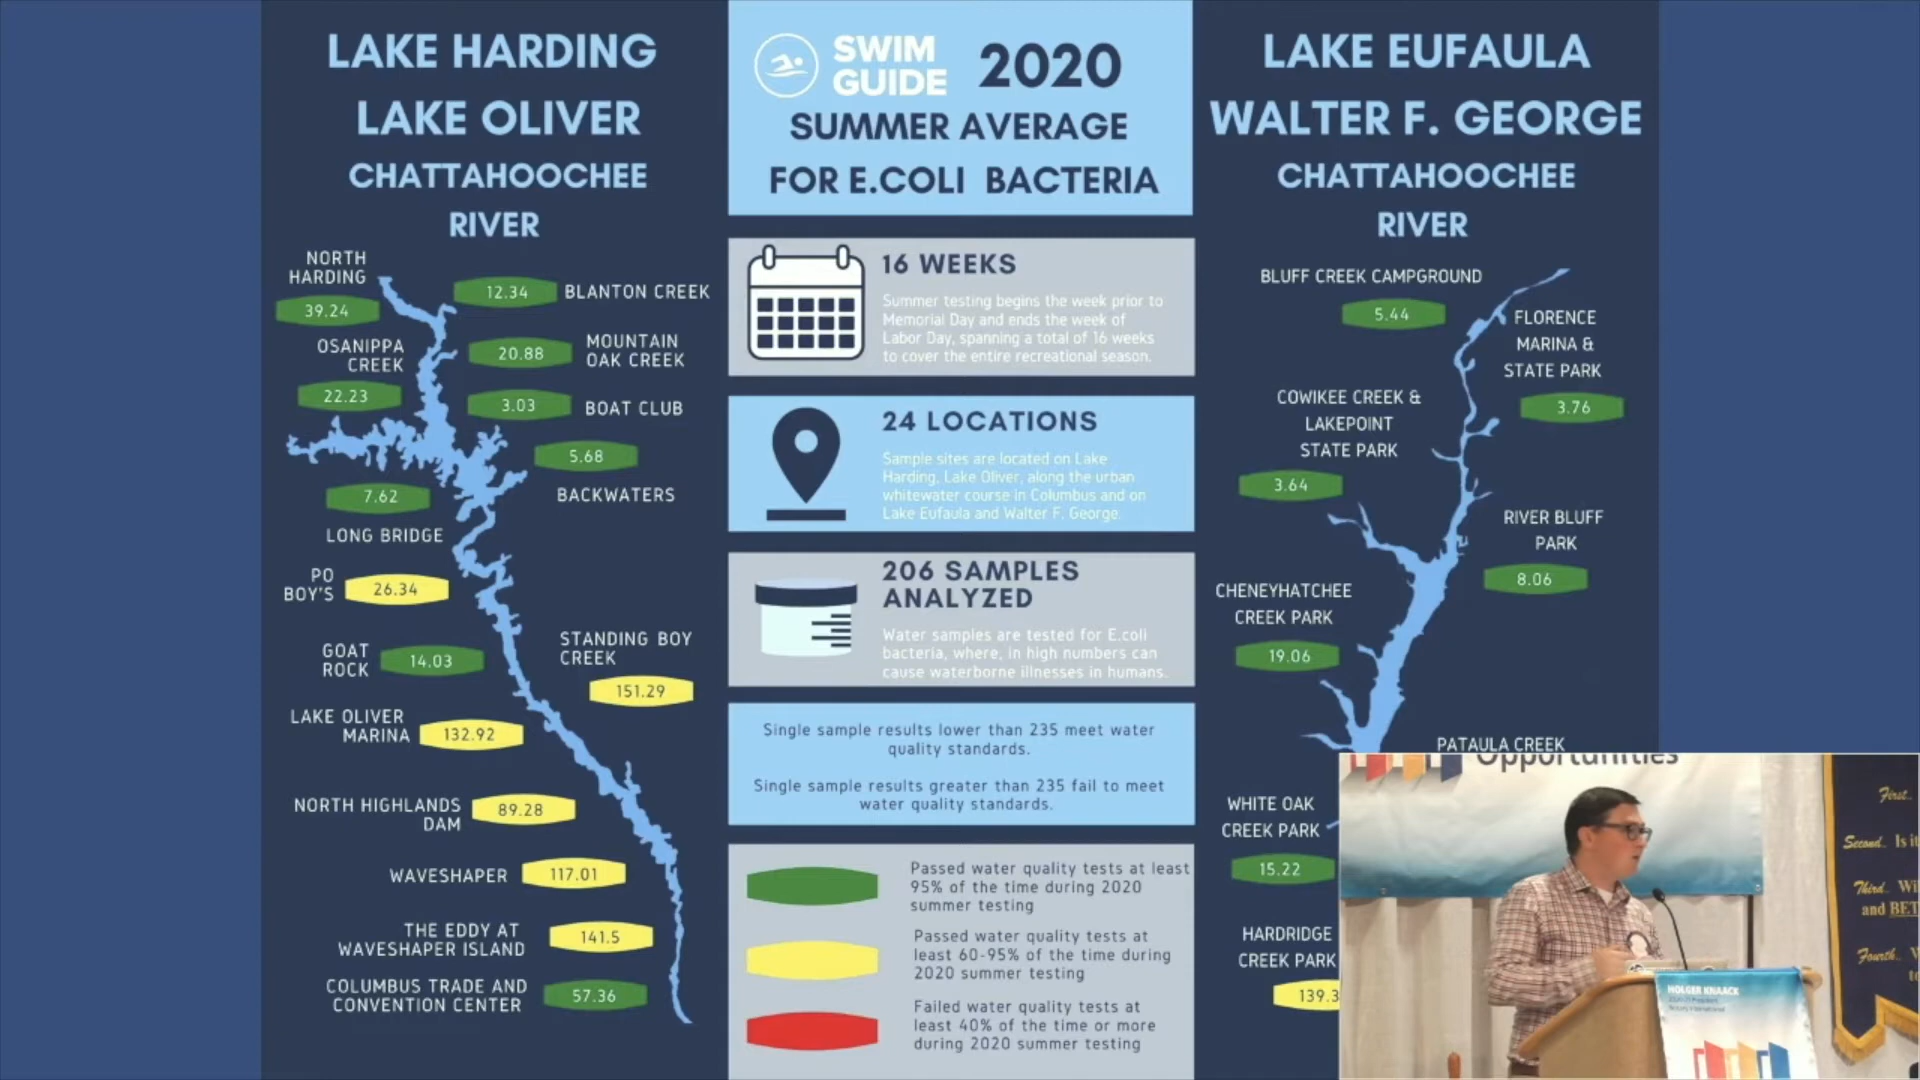 LAKE HARDING
LAKE OLIVER
CHATTAHOOCHEE
RIVER
NORTH
HARDING
39.24
12.34
BLANTON CREEK
OSANIPPA
CREEK
22.23
20.88
MOUNTAIN
OAK CREEK
3.03
BOAT CLUB
5.68
BACKWATERS
7.62
LONG BRIDGE
PO
BOY'S
26.34
GOAT
ROCK
14.03
STANDING BOY
CREEK
151.29
LAKE OLIVER
MARINA
132.92
NORTH HIGHLANDS
DAM
89.28
WAVESHAPER
117.01
THE EDDY AT
WAVESHAPER ISLAND
141.5
COLUMBUS TRADE AND
CONVENTION CENTER
57.36
SWIM
GUIDE
2020
SUMMER AVERAGE
FOR E.COLI BACTERIA
16 WEEKS
Summer testing begins the week prior to
Memorial Day and ends the week of
Labor Day, spanning a total of 16 weeks
to cover the entire recreational season.
24 LOCATIONS
Sample sites are located on Lake
Harding, Lake Oliver, along the urban
whitewater course in Columbus and on
Lake Eufaula and Walter F. George.
206 SAMPLES
ANALYZED
Water samples are tested for E.coli
bacteria, where, in high numbers can
cause waterborne illnesses in humans.
Single sample results lower than 235 meet water
quality standards.
Single sample results greater than 235 fail to meet
water quality standards.
Passed water quality tests at least
95% of the time during 2020
summer testing
Passed water quality tests at
least 60-95% of the time during
2020 summer testing
Failed water quality tests at
least 40% of the time or more
during 2020 summer testing
LAKE EUFAULA
WALTER F. GEORGE
CHATTAHOOCHEE
RIVER
BLUFF CREEK CAMPGROUND
5.44
FLORENCE
MARINA &
STATE PARK
3.76
COWIKEE CREEK &
LAKEPOINT
STATE PARK
3.64
RIVER BLUFF
PARK
8.06
CHENEYHATCHEE
CREEK PARK
19.06
PATAULA CREEK
WHITE OAK
CREEK PARK
15.22
HARDRIDGE
CREEK PARK
139.3
Opportunities
First..
Second.. Is it
Third.. Wi
and BET
Fourth.. W
to
HOLGER KNAACK
2020-21 President
Rotary International